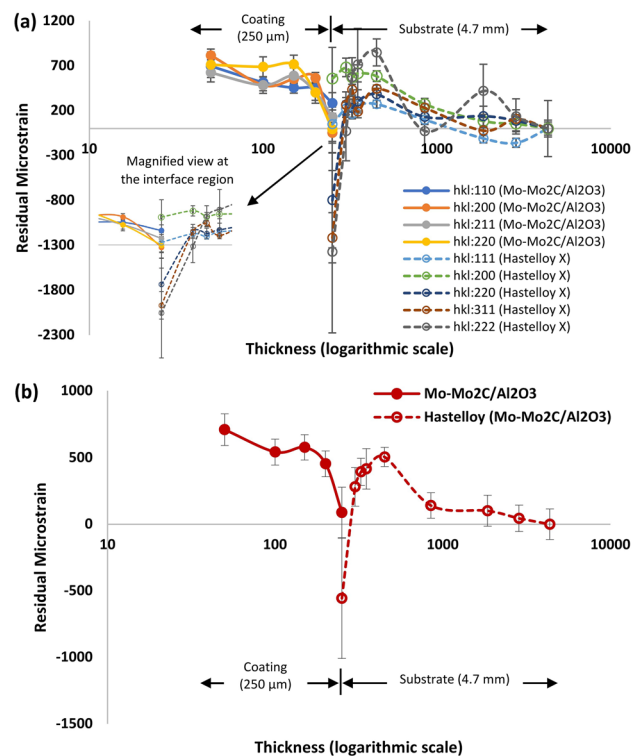 (a)
Coating
(250 µm)
Substrate (4.7 mm)
1200
700
200
-300
-800
-1300
-1800
-2300
10
100
1000
10000
Magnified view at
the interface region
hkl:110 (Mo-Mo2C/Al2O3)
hkl:200 (Mo-Mo2C/Al2O3)
hkl:211 (Mo-Mo2C/Al2O3)
hkl:220 (Mo-Mo2C/Al2O3)
hkl:111 (Hastelloy X)
hkl:200 (Hastelloy X)
hkl:220 (Hastelloy X)
hkl:311 (Hastelloy X)
hkl:222 (Hastelloy X)
Residual Microstrain
Thickness (logarithmic scale)
(b)
1000
500
0
-500
-1000
-1500
10
100
1000
10000
Mo-Mo2C/Al2O3
Hastelloy (Mo-Mo2C/Al2O3)
Residual Microstrain
Coating
(250 µm)
Substrate (4.7 mm)
Thickness (logarithmic scale)